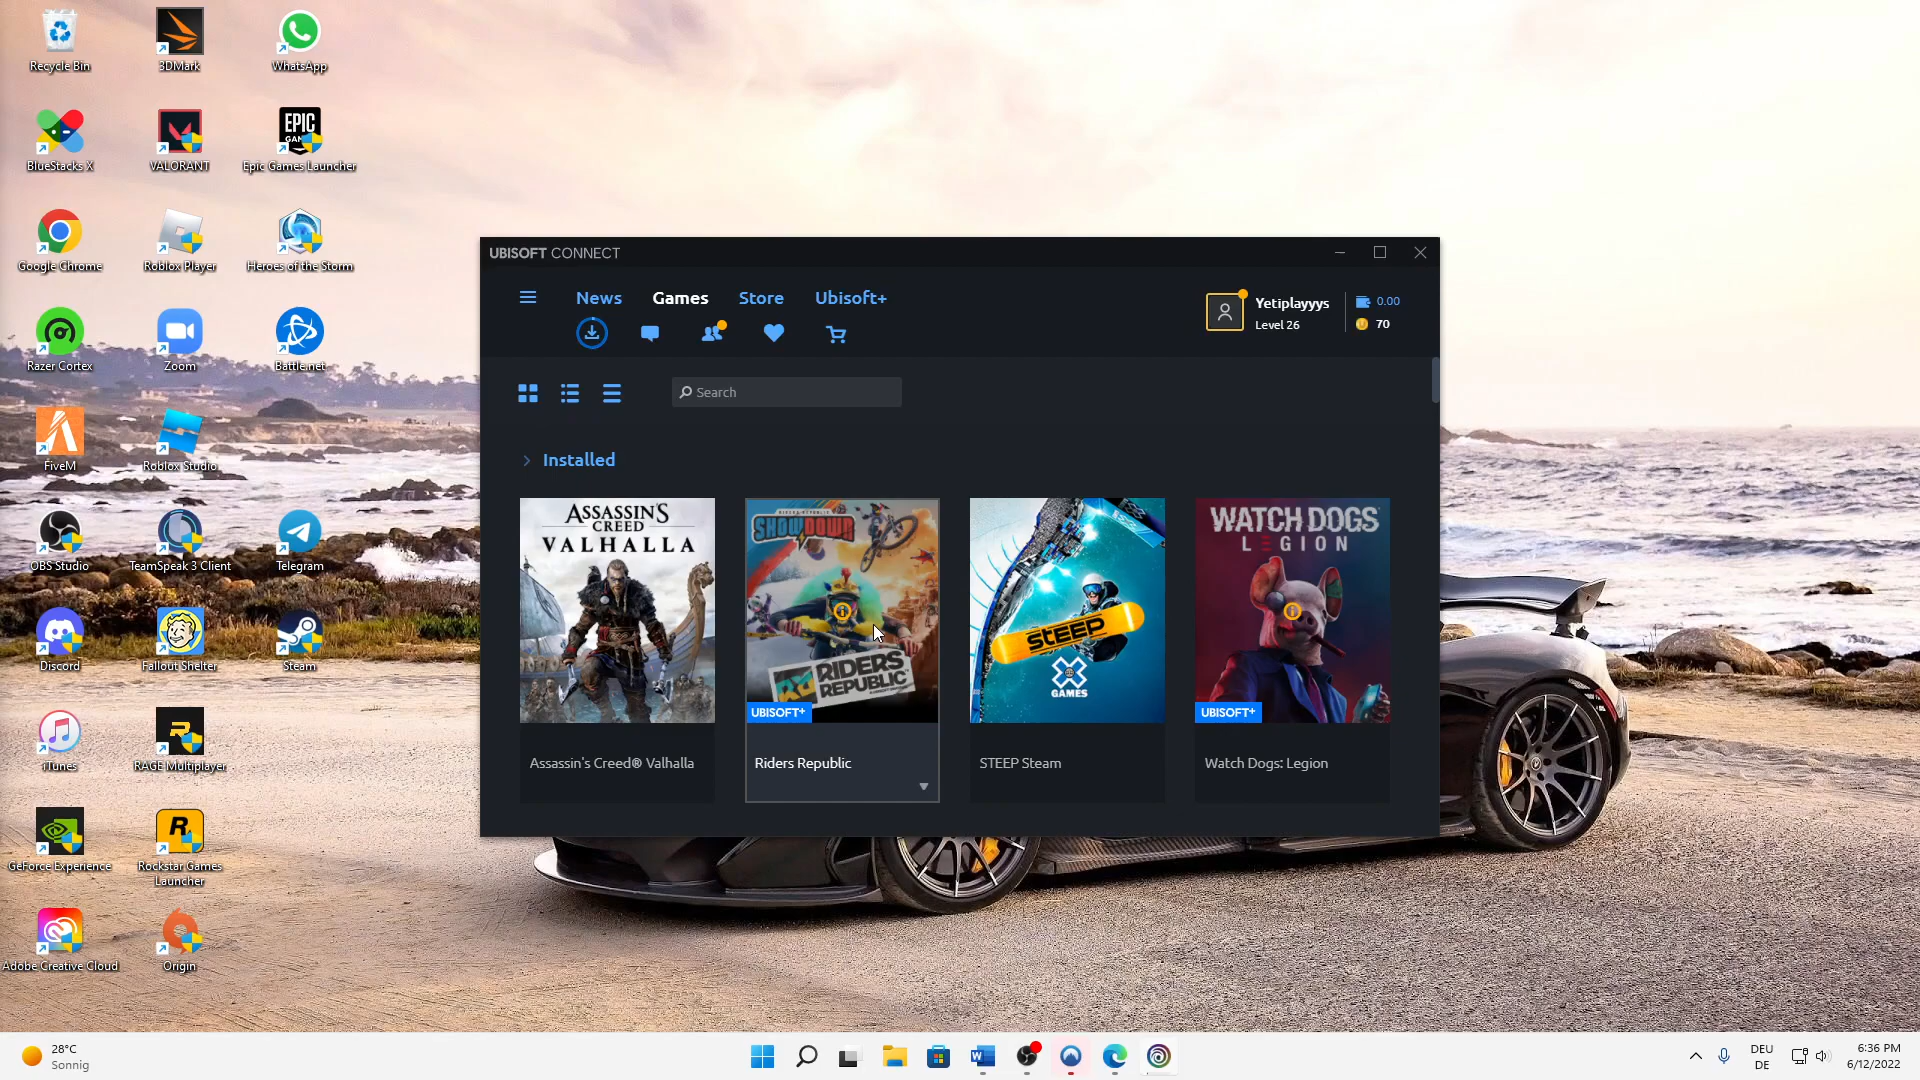 Recycle Bin
3DMark
WhatsApp
BlueStacks X
VALORANT
EPIC
GAMES
Epic Games Launcher
Google Chrome
Roblox Player
Heroes of the Storm
Razer Cortex
Zoom
Battle.net
FiveM
Roblox Studio
OBS Studio
TeamSpeak 3 Client
Telegram
Discord
Fallout Shelter
Steam
iTunes
RAGE Multiplayer
GeForce Experience
Rockstar Games
Launcher
Adobe Creative Cloud
Origin
UBISOFT CONNECT
News Games Store Ubisoft+
Yetiplayyys
Level 26
0.00
70
Search
Installed
ASSASSIN'S
CREED
VALHALLA
Assassin's Creed® Valhalla
RIDERS REPUBLIC
SHOWDOWN
RIDERS
REPUBLIC
UBISOFT+
Riders Republic
STEEP
X
GAMES
STEEP Steam
WATCH DOGS
LEGION
UBISOFT+
Watch Dogs: Legion
28°C
Sonnig
DEU
DE
6:36 PM
6/12/2022